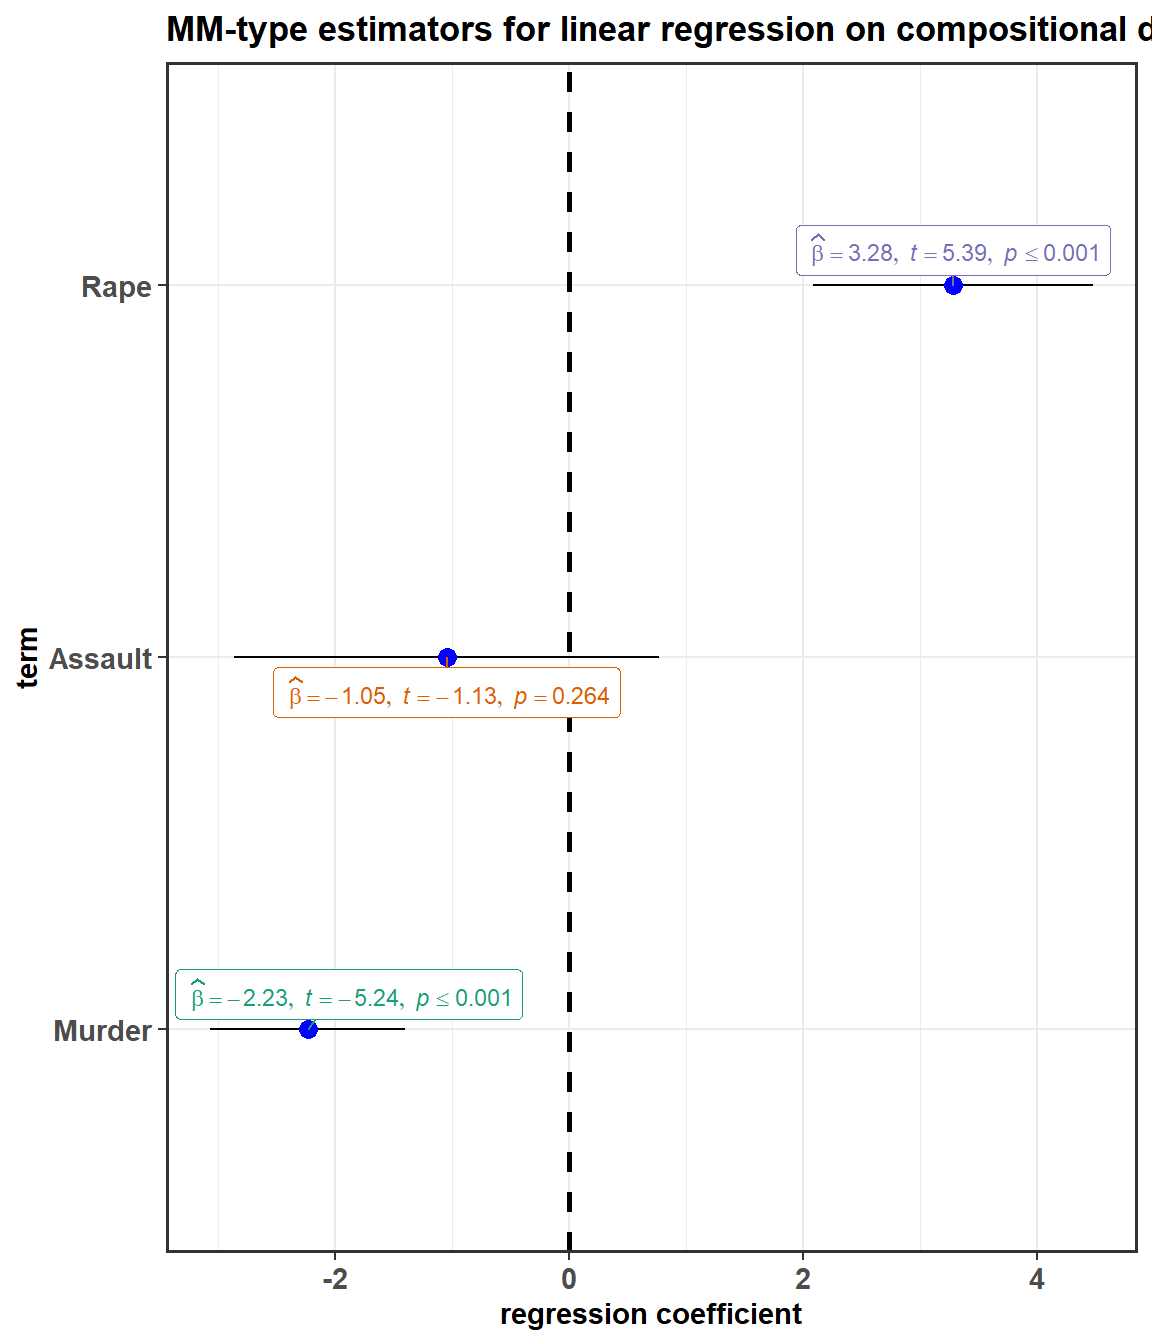 MM-type estimators for linear regression on compositional d
Rape
β̂ = 3.28, t = 5.39, p ≤ 0.001
term
Assault
β̂ = −1.05, t = −1.13, p = 0.264
β̂ = −2.23, t = −5.24, p ≤ 0.001
Murder
-2 0 2 4
regression coefficient